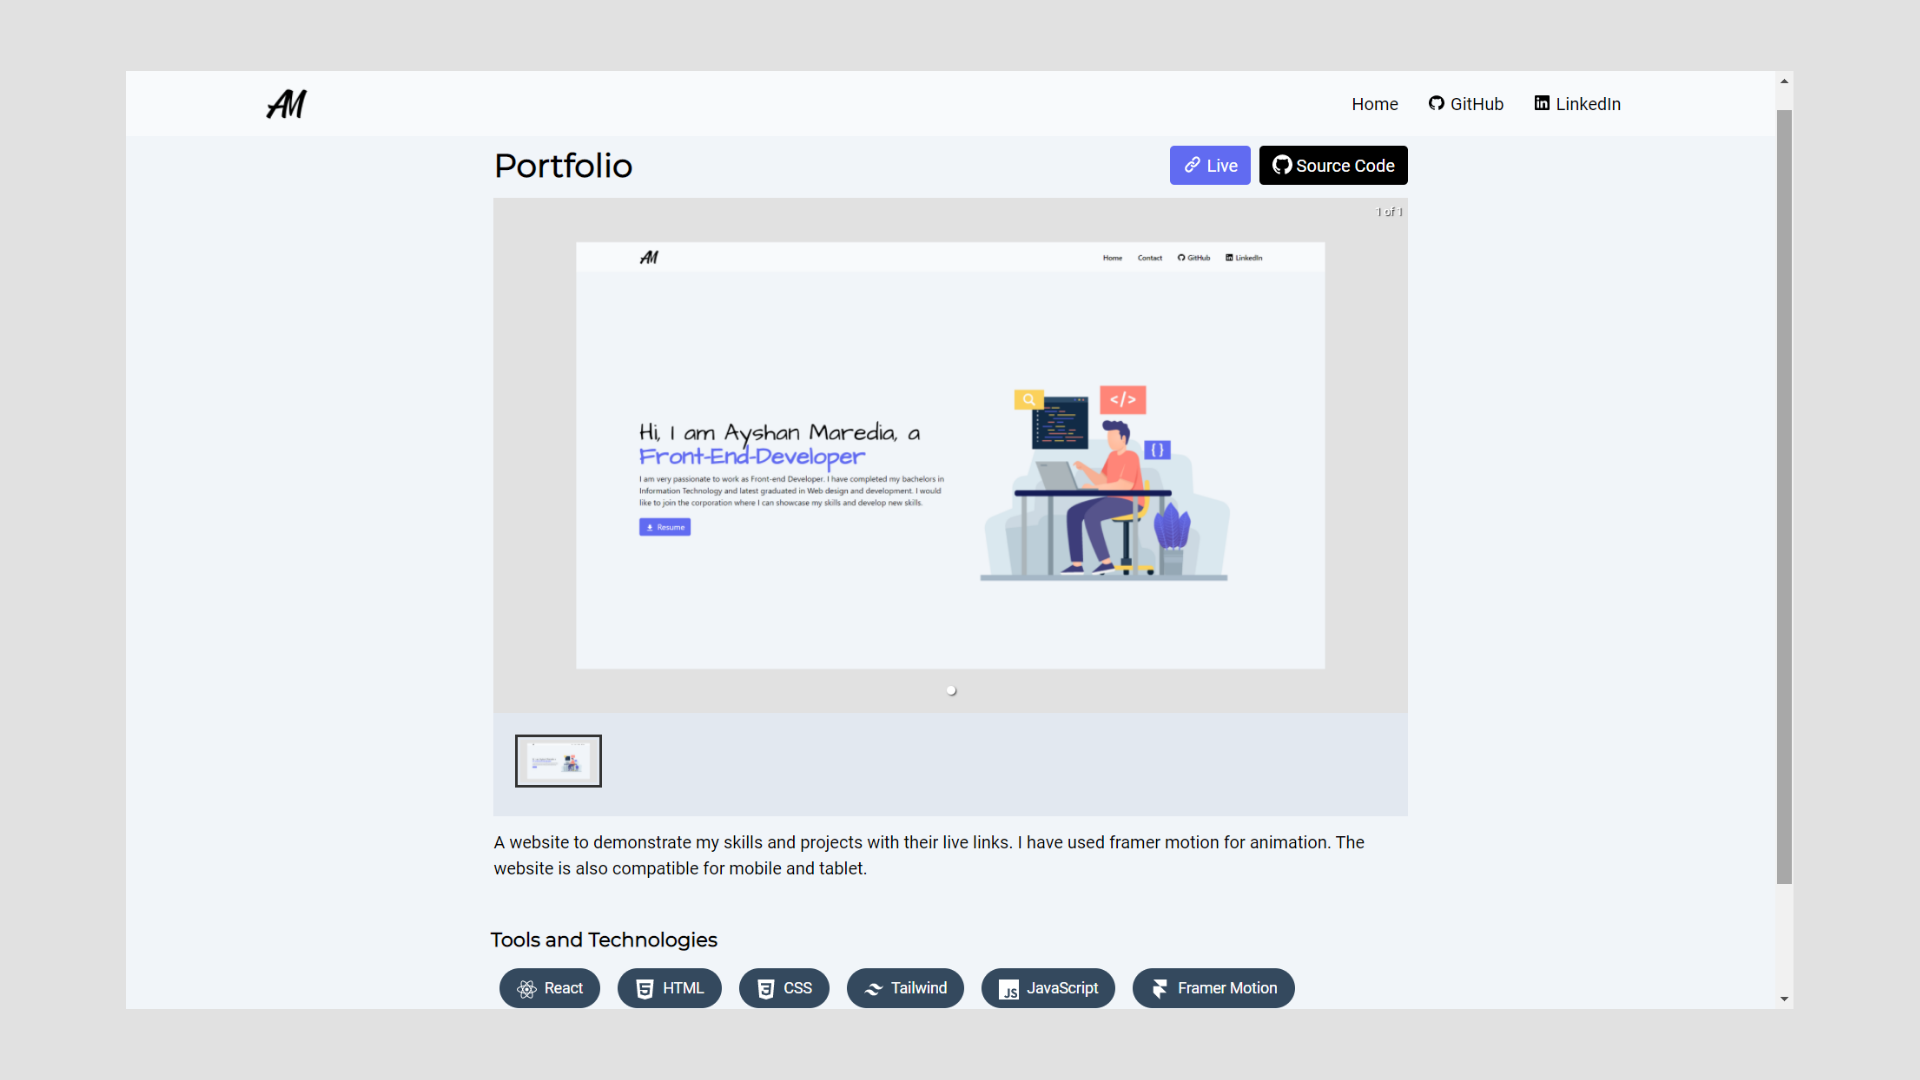 AM
Home GitHub LinkedIn
Portfolio
Live Source Code
1 of 1
AM
Home Contact GitHub LinkedIn
</>
{}
Hi, I am Ayshan Maredia, a
Front-End-Developer
I am very passionate to work as Front-end Developer. I have completed my bachelors in
Information Technology and latest graduated in Web design and development. I would
like to join the corporation where I can showcase my skills and develop new skills.
Resume
A website to demonstrate my skills and projects with their live links. I have used framer motion for animation. The
website is also compatible for mobile and tablet.
Tools and Technologies
React HTML CSS Tailwind JS JavaScript Framer Motion